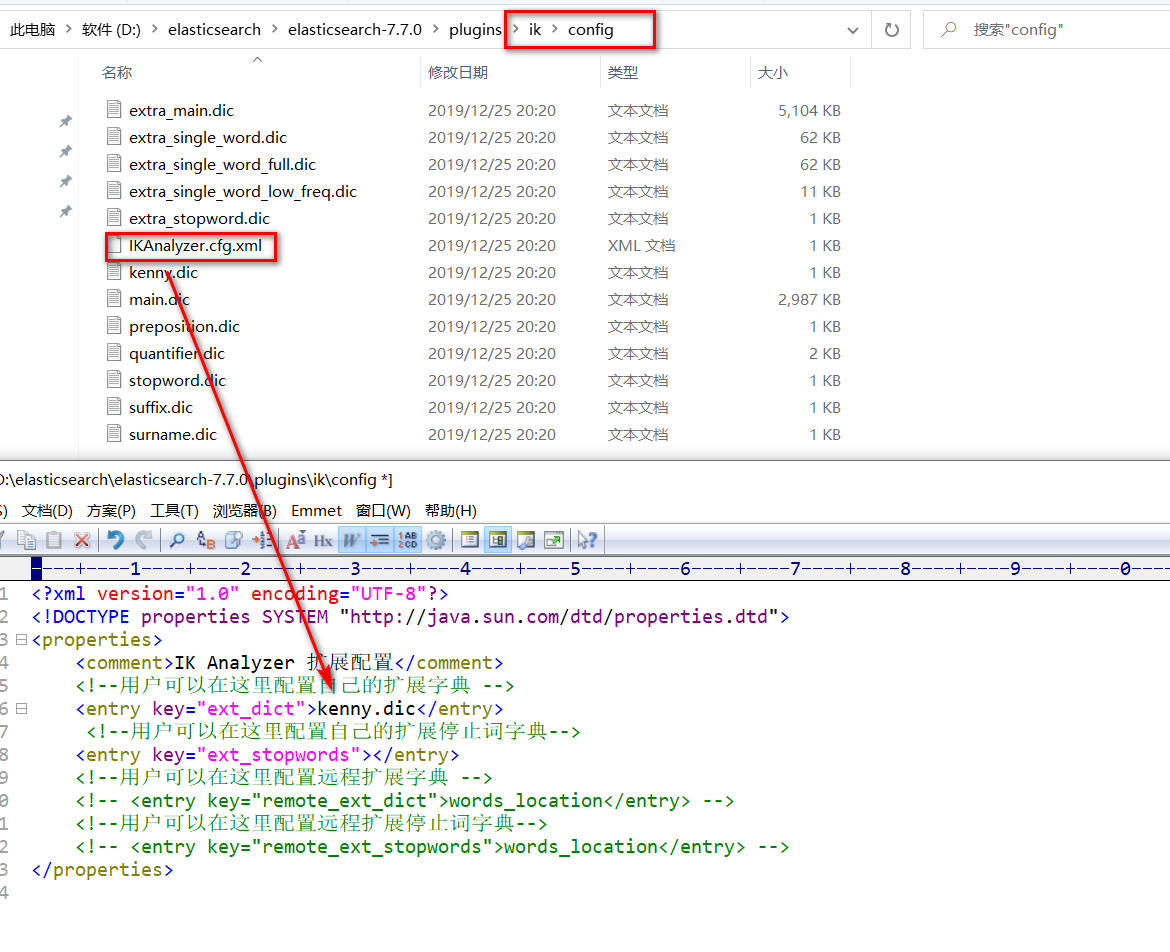 此电脑 > 软件 (D:) > elasticsearch > elasticsearch-7.7.0 > plugins > ik > config 搜索"config"
名称 修改日期 类型 大小
extra_main.dic 2019/12/25 20:20 文本文档 5,104 KB
extra_single_word.dic 2019/12/25 20:20 文本文档 62 KB
extra_single_word_full.dic 2019/12/25 20:20 文本文档 62 KB
extra_single_word_low_freq.dic 2019/12/25 20:20 文本文档 11 KB
extra_stopword.dic 2019/12/25 20:20 文本文档 1 KB
IKAnalyzer.cfg.xml 2019/12/25 20:20 XML 文档 1 KB
kenny.dic 2019/12/25 20:20 文本文档 1 KB
main.dic 2019/12/25 20:20 文本文档 2,987 KB
preposition.dic 2019/12/25 20:20 文本文档 1 KB
quantifier.dic 2019/12/25 20:20 文本文档 2 KB
stopword.dic 2019/12/25 20:20 文本文档 1 KB
suffix.dic 2019/12/25 20:20 文本文档 1 KB
surname.dic 2019/12/25 20:20 文本文档 1 KB
D:\elasticsearch\elasticsearch-7.7.0\plugins\ik\config *]
S) 文档(D) 方案(P) 工具(T) 浏览器(B) Emmet 窗口(W) 帮助(H)
----+----1----+----2----+----3----+----4----+----5----+----6----+----7----+----8----+----9----+----0----
1 <?xml version="1.0" encoding="UTF-8"?>
2 <!DOCTYPE properties SYSTEM "http://java.sun.com/dtd/properties.dtd">
3 <properties>
4 <comment>IK Analyzer 扩展配置</comment>
5 <!--用户可以在这里配置自己的扩展字典 -->
6 <entry key="ext_dict">kenny.dic</entry>
7 <!--用户可以在这里配置自己的扩展停止词字典-->
8 <entry key="ext_stopwords"></entry>
9 <!--用户可以在这里配置远程扩展字典 -->
0 <!-- <entry key="remote_ext_dict">words_location</entry> -->
1 <!--用户可以在这里配置远程扩展停止词字典-->
2 <!-- <entry key="remote_ext_stopwords">words_location</entry> -->
3 </properties>
4